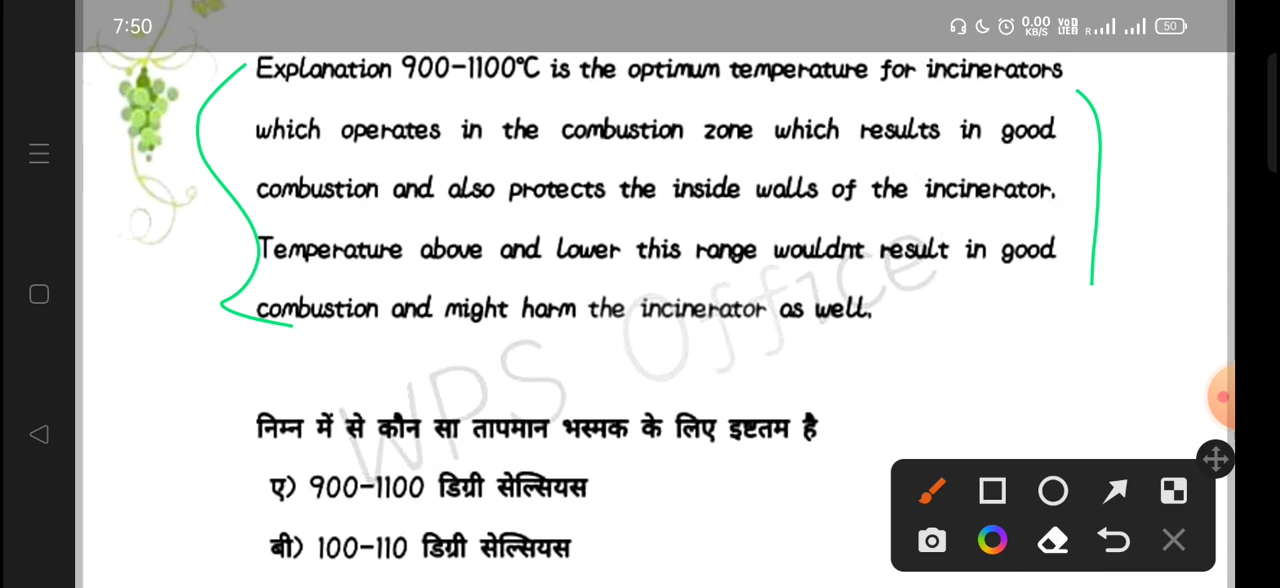 7:50 0.00 KB/S Vo LTE R 50
Explanation 900-1100°C is the optimum temperature for incinerators
which operates in the combustion zone which results in good
combustion and also protects the inside walls of the incinerator.
Temperature above and lower this range wouldnt result in good
combustion and might harm the incinerator as well.
WPS Office
निम्न में से कौन सा तापमान भस्मक के लिए इष्टतम है
ए) 900-1100 डिग्री सेल्सियस
बी) 100-110 डिग्री सेल्सियस